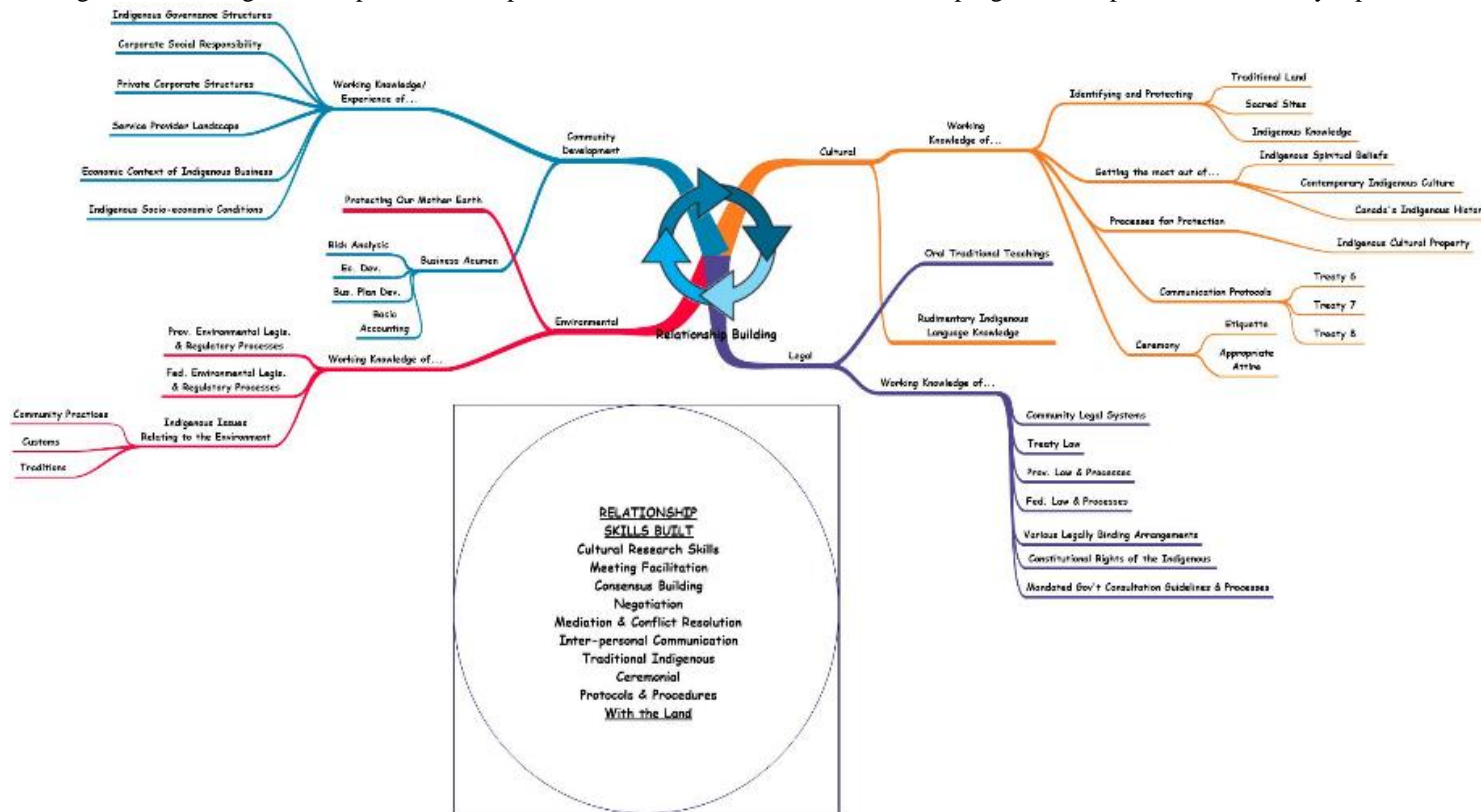 Indigenous Governance Structures
Corporate Social Responsibility
Private Corporate Structures
Service Provider Landscape
Economic Context of Indigenous Business
Indigenous Socio-economic Conditions
Working Knowledge/
Experience of...
Community
Development
Protecting Our Mother Earth
Risk Analysis
Ec. Dev.
Bus. Plan Dev.
Basic
Accounting
Business Acumen
Environmental
Prov. Environmental Legis.
& Regulatory Processes
Fed. Environmental Legis.
& Regulatory Processes
Working Knowledge of...
Indigenous Issues
Relating to the Environment
Community Practices
Customs
Traditions
Relationship Building
Cultural
Working
Knowledge of...
Identifying and Protecting
Traditional Land
Sacred Sites
Indigenous Knowledge
Getting the most out of...
Indigenous Spiritual Beliefs
Contemporary Indigenous Culture
Canada's Indigenous Histor
Processes for Protection
Indigenous Cultural Property
Communication Protocols
Treaty 6
Treaty 7
Treaty 8
Ceremony
Etiquette
Appropriate
Attire
Rudimentary Indigenous
Language Knowledge
Oral Traditional Teachings
Legal
Working Knowledge of...
Community Legal Systems
Treaty Law
Prov. Law & Processes
Fed. Law & Processes
Various Legally Binding Arrangements
Constitutional Rights of the Indigenous
Mandated Gov't Consultation Guidelines & Processes
RELATIONSHIP
SKILLS BUILT
Cultural Research Skills
Meeting Facilitation
Consensus Building
Negotiation
Mediation & Conflict Resolution
Inter-personal Communication
Traditional Indigenous
Ceremonial
Protocols & Procedures
With the Land